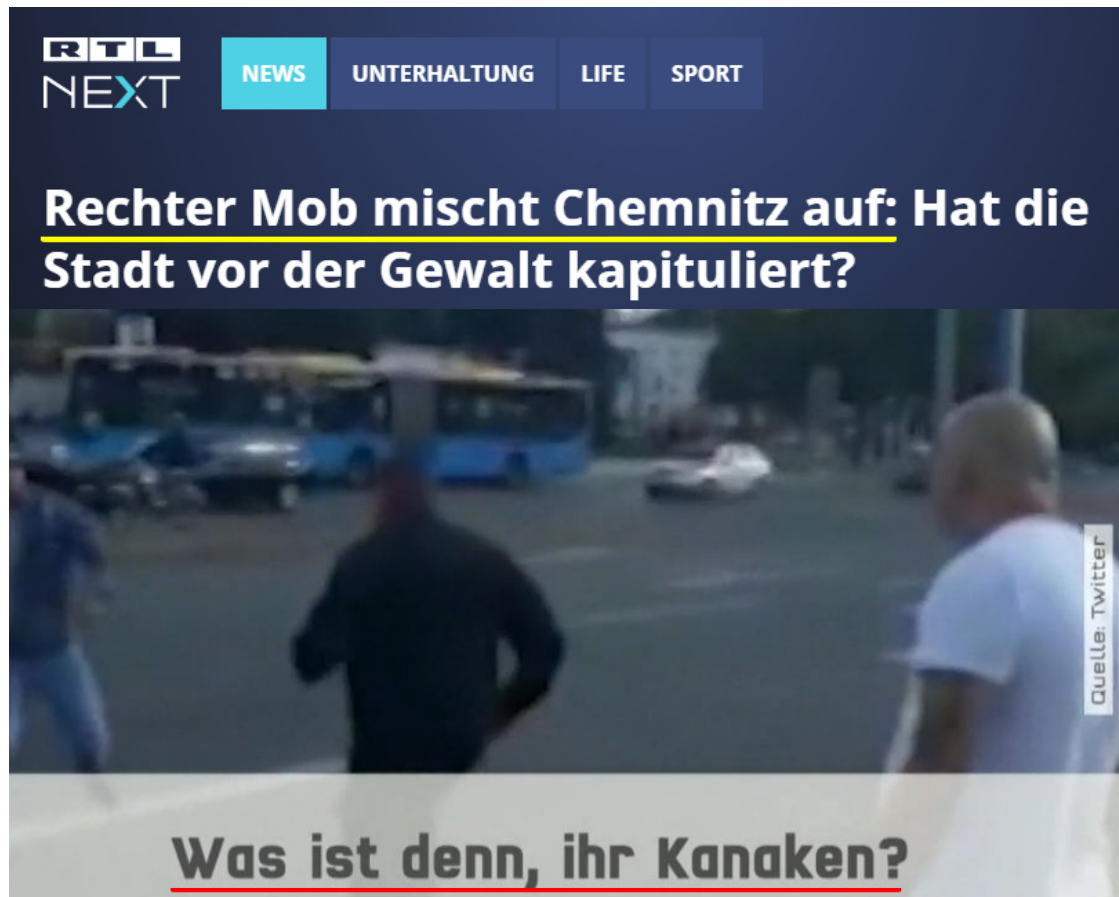 RTL
NEXT
NEWS UNTERHALTUNG LIFE SPORT
Rechter Mob mischt Chemnitz auf: Hat die
Stadt vor der Gewalt kapituliert?
Quelle: Twitter
Was ist denn, ihr Kanaken?